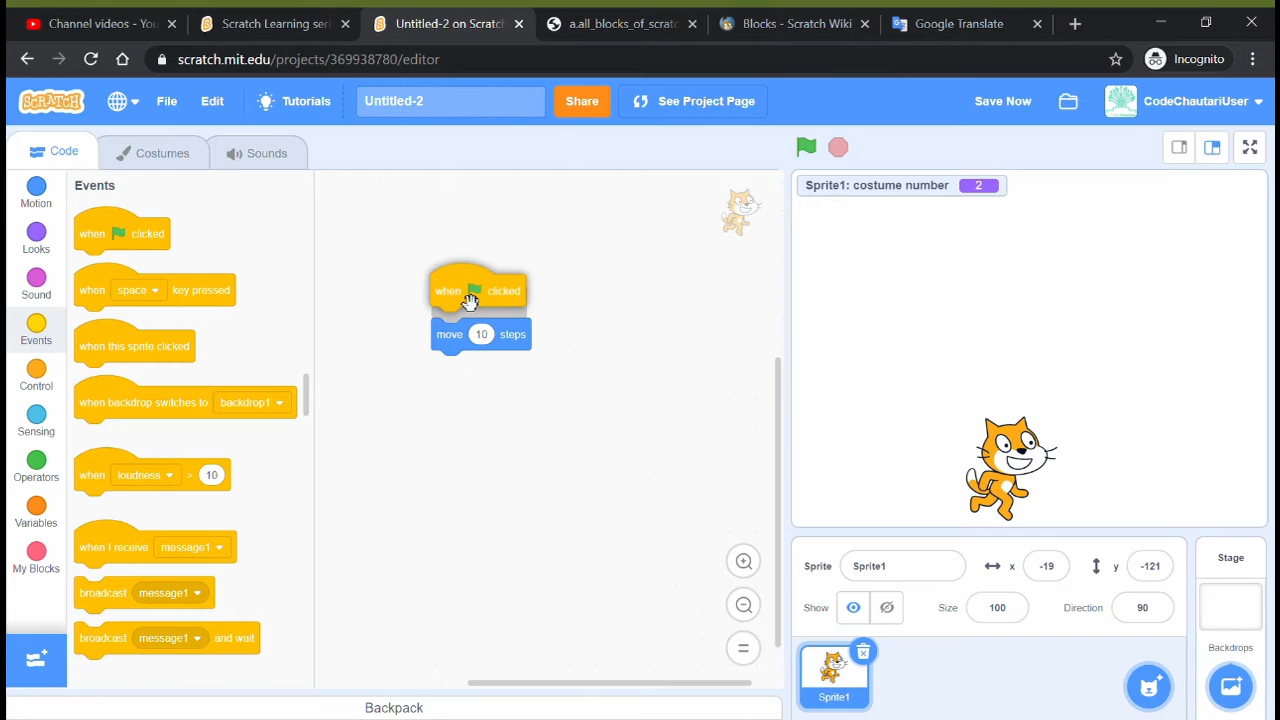 Channel videos - You
Scratch Learning seri
Untitled-2 on Scratch
a.all_blocks_of_scratc
Blocks - Scratch Wiki
Google Translate
scratch.mit.edu/projects/369938780/editor
Incognito
SCRATCH
File
Edit
Tutorials
Untitled-2
Share
See Project Page
Save Now
CodeChautariUser
Code
Costumes
Sounds
Motion
Looks
Sound
Events
Control
Sensing
Operators
Variables
My Blocks
Events
when clicked
when space key pressed
when this sprite clicked
when backdrop switches to backdrop1
when loudness > 10
when I receive message1
broadcast message1
broadcast message1 and wait
when clicked
move 10 steps
Sprite1: costume number 2
Sprite Sprite1 x -19 y -121
Show Size 100 Direction 90
Sprite1
Stage
Backdrops
Backpack